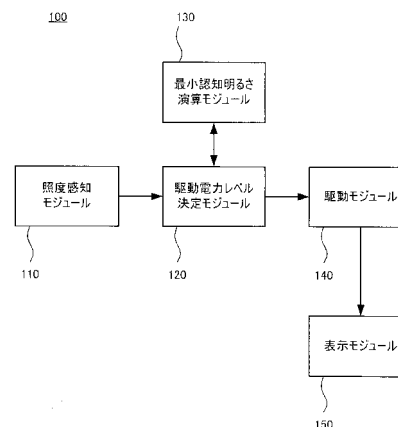 100
130
最小認知明るさ
演算モジュール
照度感知
モジュール
駆動電力レベル
決定モジュール
駆動モジュール
110
120
140
表示モジュール
150